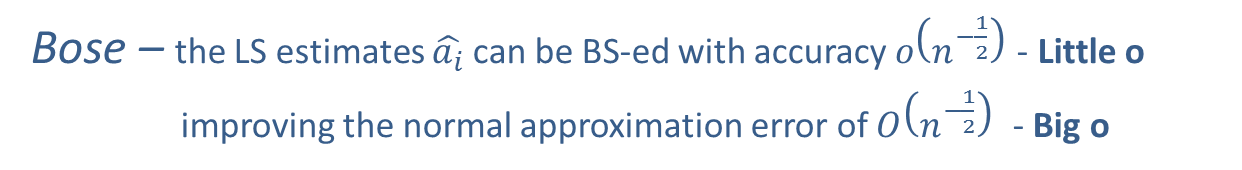 Bose – the LS estimates â_i can be BS-ed with accuracy o(n^{-1/2}) - Little o
improving the normal approximation error of O(n^{-1/2}) - Big o